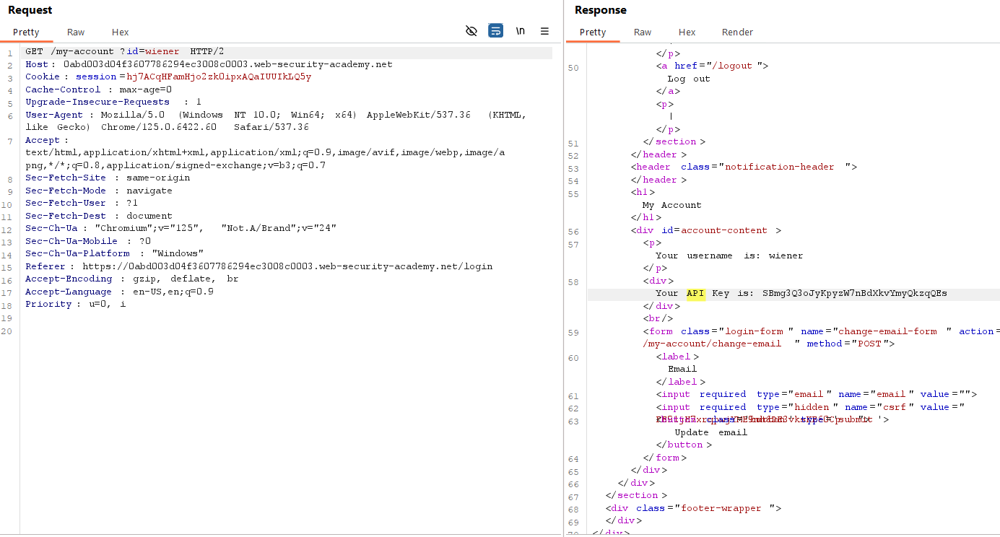 Request
Pretty Raw Hex
\n
1 GET /my-account ?id=wiener HTTP/2
2 Host : 0abd003d04f3607786294ec3008c0003.web-security-academy.net
3 Cookie : session =hj7ACqHFamHjo2zk0ipxAQaIUUIkLQ5y
4 Cache-Control : max-age=0
5 Upgrade-Insecure-Requests : 1
6 User-Agent : Mozilla/5.0 (Windows NT 10.0; Win64; x64) AppleWebKit/537.36 (KHTML,
like Gecko) Chrome/125.0.6422.60 Safari/537.36
7 Accept :
text/html,application/xhtml+xml,application/xml;q=0.9,image/avif,image/webp,image/a
png,*/*;q=0.8,application/signed-exchange;v=b3;q=0.7
8 Sec-Fetch-Site : same-origin
9 Sec-Fetch-Mode : navigate
10 Sec-Fetch-User : ?1
11 Sec-Fetch-Dest : document
12 Sec-Ch-Ua : "Chromium";v="125", "Not.A/Brand";v="24"
13 Sec-Ch-Ua-Mobile : ?0
14 Sec-Ch-Ua-Platform : "Windows"
15 Referer : https://0abd003d04f3607786294ec3008c0003.web-security-academy.net/login
16 Accept-Encoding : gzip, deflate, br
17 Accept-Language : en-US,en;q=0.9
18 Priority : u=0, i
19
20
Response
Pretty Raw Hex Render
</p>
50 <a href="/logout ">
Log out
</a>
<p>
|
</p>
51 </section >
52 </header >
53 <header class="notification-header ">
54 </header >
55 <h1>
My Account
</h1>
56 <div id=account-content >
57 <p>
Your username is: wiener
</p>
58 <div>
Your API Key is: SBmg3Q3oJyKpyzW7nBdXkvYmyQkzqQEs
</div>
<br/>
59 <form class="login-form " name="change-email-form " action=
/my-account/change-email " method="POST">
60 <label >
Email
</label >
61 <input required type="email " name="email " value="">
62 <input required type="hidden " name="csrf " value="
63
Update email
</button >
64 </form>
65 </div>
66 </div>
67 </section >
68 <div class="footer-wrapper ">
69 </div>
70 </div>